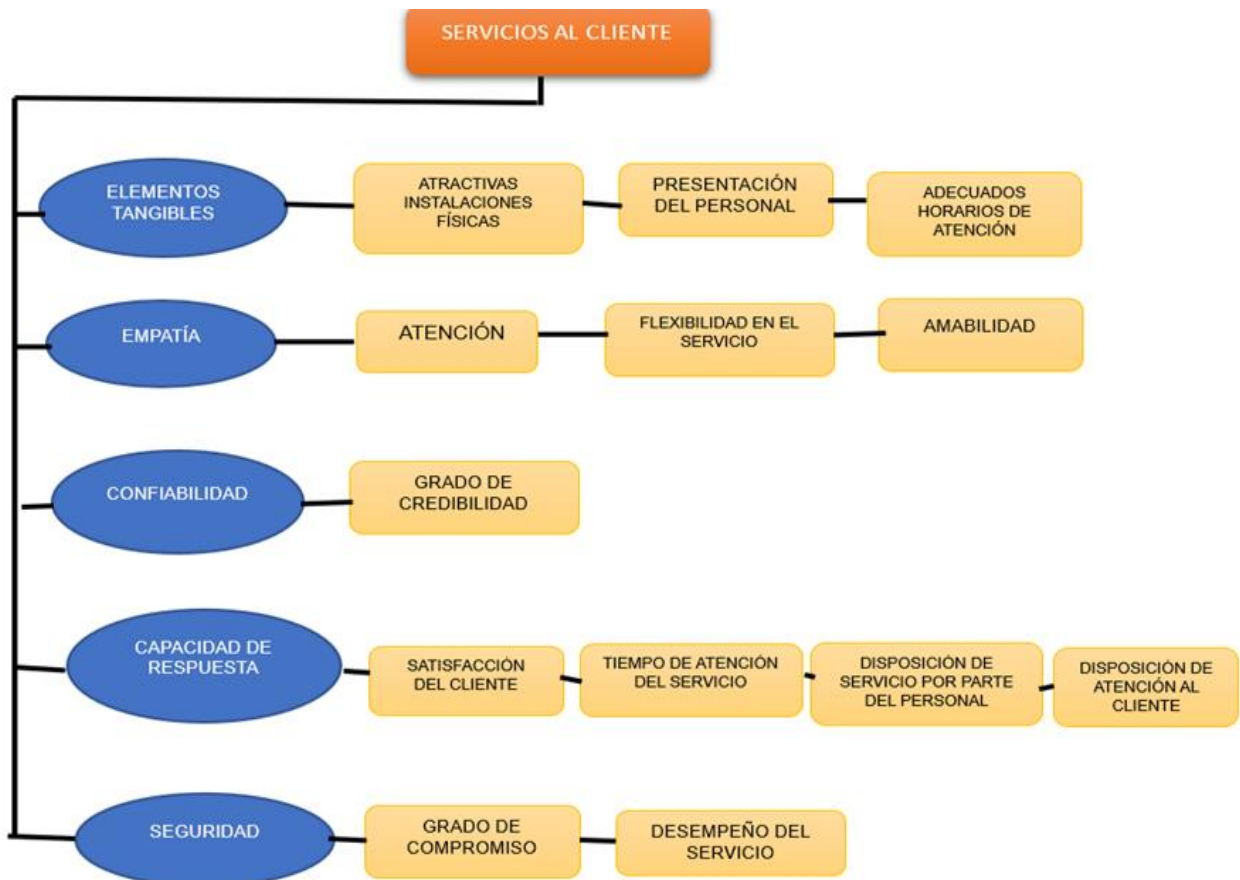 SERVICIOS AL CLIENTE
ELEMENTOS
TANGIBLES
ATRACTIVAS
INSTALACIONES
FÍSICAS
PRESENTACIÓN
DEL PERSONAL
ADECUADOS
HORARIOS DE
ATENCIÓN
EMPATÍA
ATENCIÓN
FLEXIBILIDAD EN EL
SERVICIO
AMABILIDAD
CONFIABILIDAD
GRADO DE
CREDIBILIDAD
CAPACIDAD DE
RESPUESTA
SATISFACCIÓN
DEL CLIENTE
TIEMPO DE ATENCIÓN
DEL SERVICIO
DISPOSICIÓN DE
SERVICIO POR PARTE
DEL PERSONAL
DISPOSICIÓN DE
ATENCIÓN AL
CLIENTE
SEGURIDAD
GRADO DE
COMPROMISO
DESEMPEÑO DEL
SERVICIO